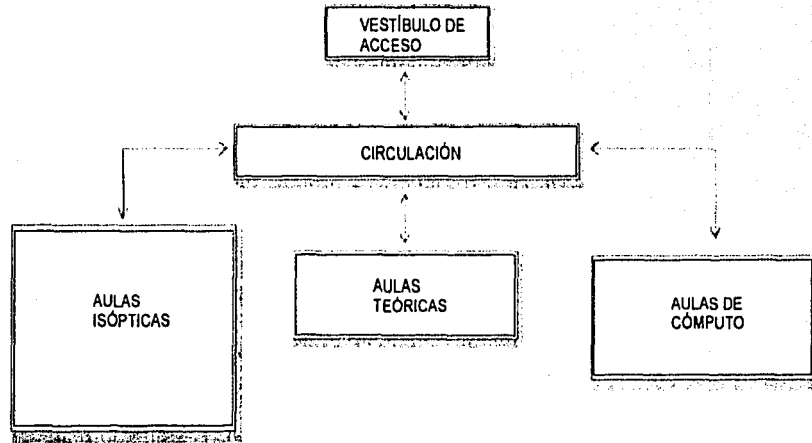 VESTÍBULO DE
ACCESO
CIRCULACIÓN
AULAS
ISÓPTICAS
AULAS
TEÓRICAS
AULAS DE
CÓMPUTO